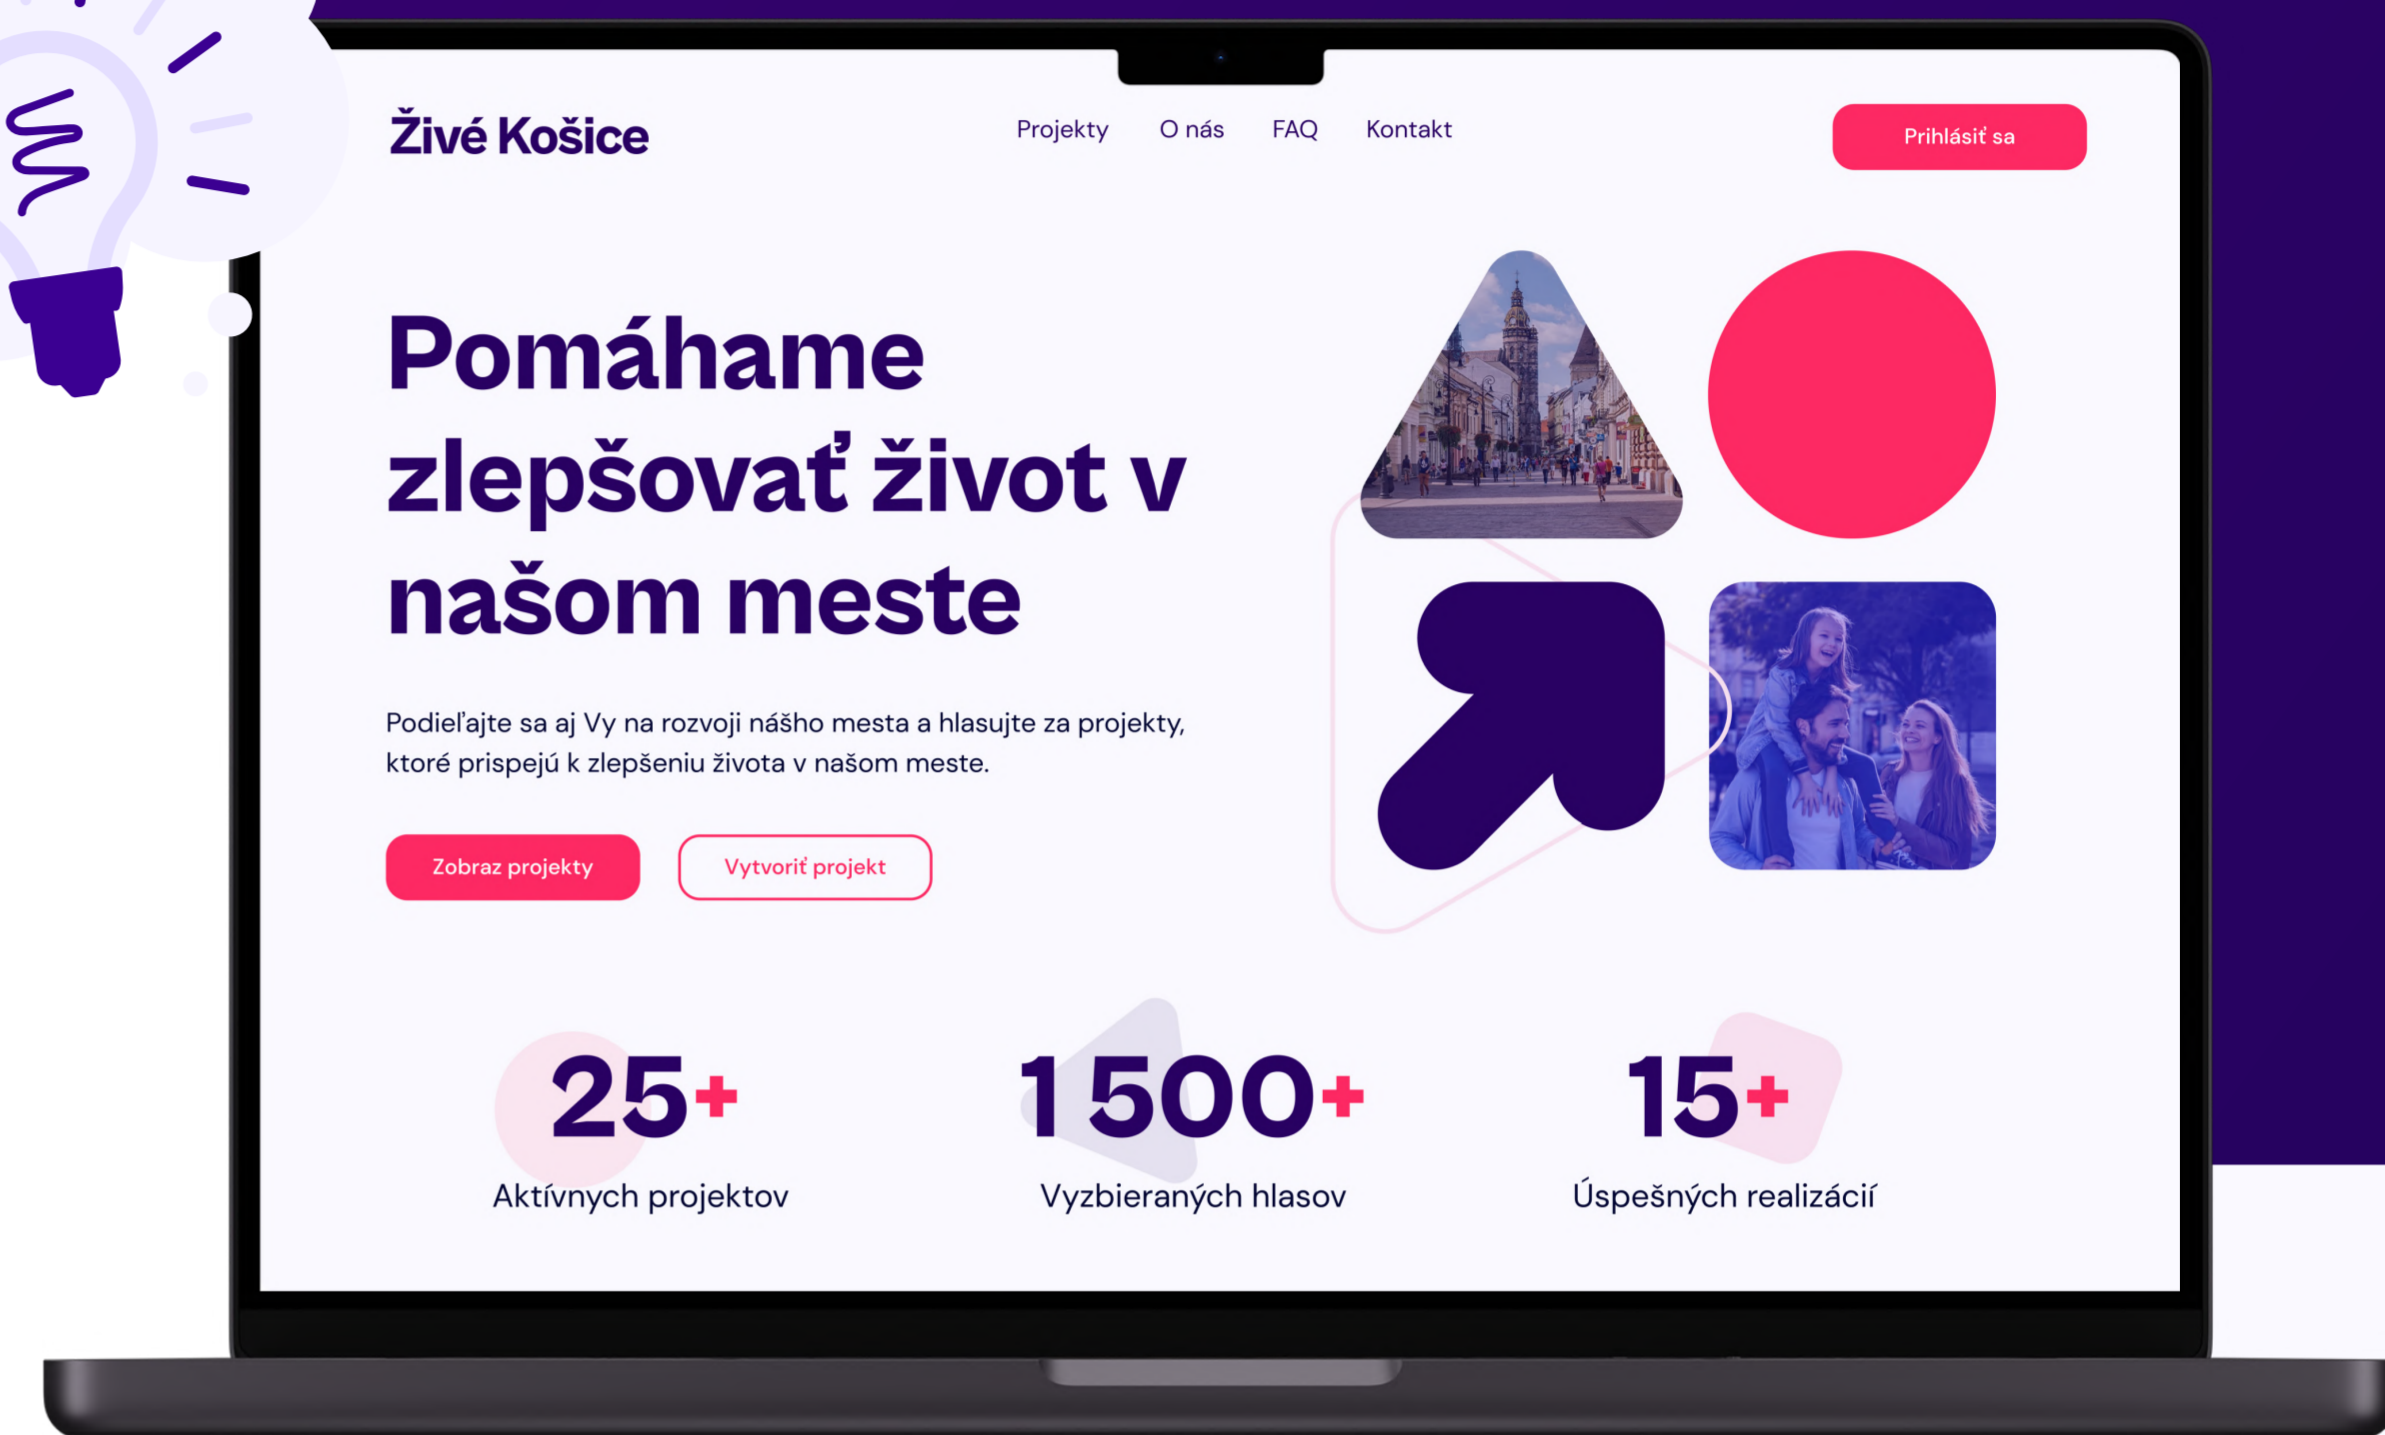 Živé Košice
Projekty
O nás
FAQ
Kontakt
Prihlásiť sa
Pomáhame
zlepšovať život v
našom meste
Podieľajte sa aj Vy na rozvoji nášho mesta a hlasujte za projekty,
ktoré prispejú k zlepšeniu života v našom meste.
Zobraz projekty
Vytvoriť projekt
25+
Aktívnych projektov
1 500+
Vyzbieraných hlasov
15+
Úspešných realizácií